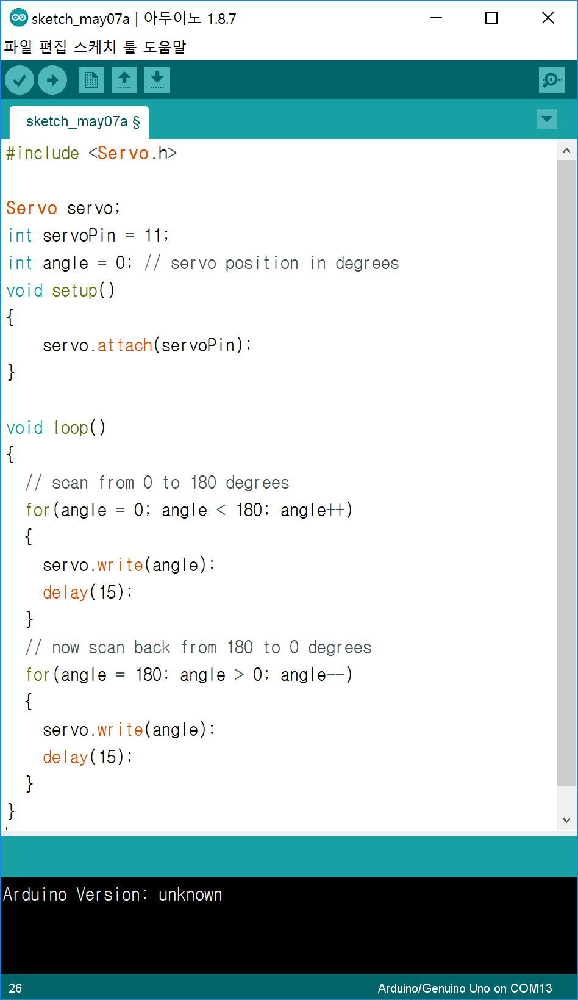 sketch_may07a | 아두이노 1.8.7
파일 편집 스케치 툴 도움말
sketch_may07a §
#include <Servo.h>
Servo servo;
int servoPin = 11;
int angle = 0; // servo position in degrees
void setup()
{
    servo.attach(servoPin);
}
void loop()
{
  // scan from 0 to 180 degrees
  for(angle = 0; angle < 180; angle++)
  {
    servo.write(angle);
    delay(15);
  }
  // now scan back from 180 to 0 degrees
  for(angle = 180; angle > 0; angle--)
  {
    servo.write(angle);
    delay(15);
  }
}
Arduino Version: unknown
26 Arduino/Genuino Uno on COM13